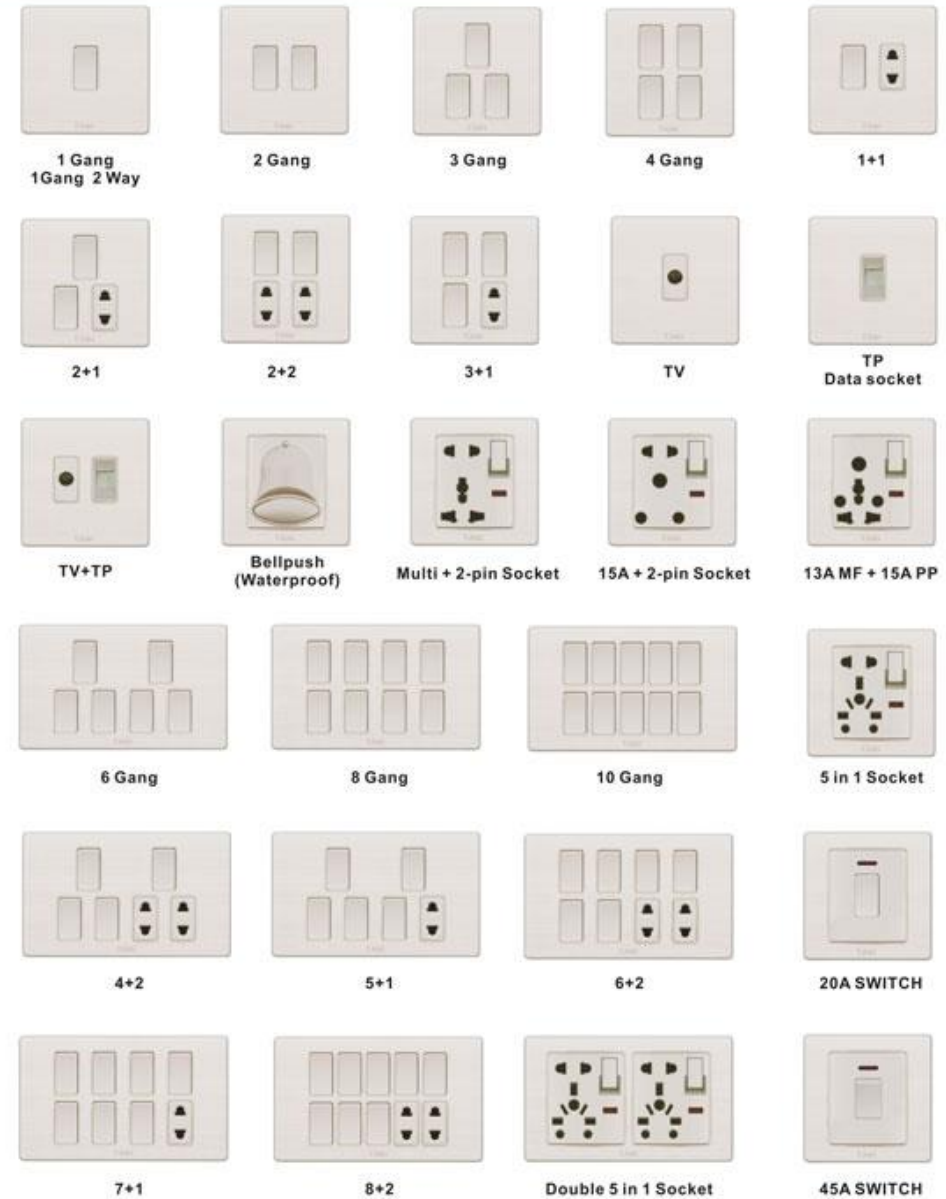 1 Gang
1Gang 2 Way
2 Gang
3 Gang
4 Gang
1+1
2+1
2+2
3+1
TV
TP
Data socket
TV+TP
Bellpush
(Waterproof)
Multi + 2-pin Socket
15A + 2-pin Socket
13A MF + 15A PP
6 Gang
8 Gang
10 Gang
5 in 1 Socket
4+2
5+1
6+2
20A SWITCH
7+1
8+2
Double 5 in 1 Socket
45A SWITCH